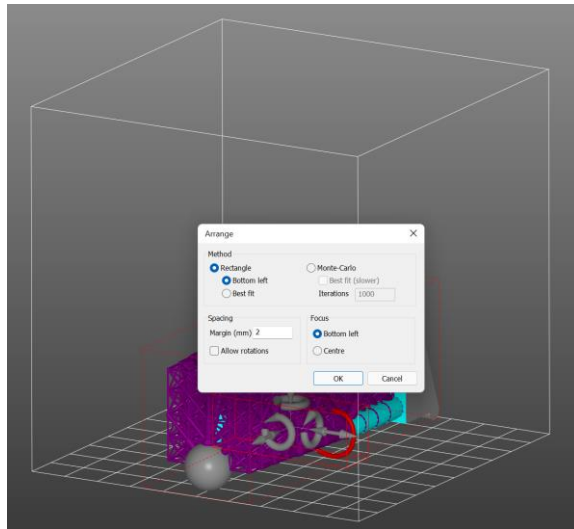 Arrange
Method
Rectangle
Monte-Carlo
Bottom left
Best fit (slower)
Best fit
Iterations 1000
Spacing
Margin (mm) 2
Allow rotations
Focus
Bottom left
Centre
OK Cancel